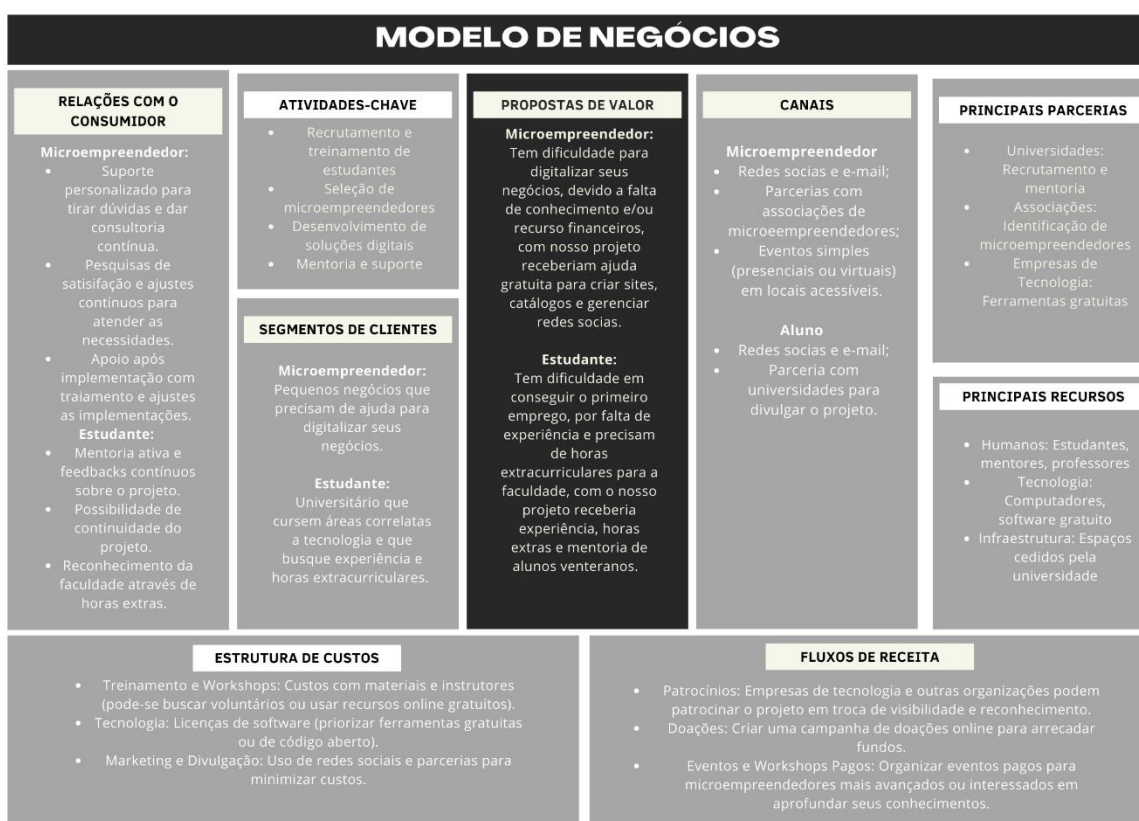 MODELO DE NEGÓCIOS
RELAÇÕES COM O
CONSUMIDOR
Microempreendedor:
• Suporte
personalizado para
tirar dúvidas e dar
consultoria
contínua.
• Pesquisas de
satisifação e ajustes
contínuos para
atender as
necessidades.
• Apoio após
implementação com
traiamento e ajustes
as implementações.
Estudante:
• Mentoria ativa e
feedbacks contínuos
sobre o projeto.
• Possibilidade de
continuidade do
projeto.
• Reconhecimento da
faculdade através de
horas extras.
ATIVIDADES-CHAVE
• Recrutamento e
treinamento de
estudantes
• Seleção de
microempreendedores
• Desenvolvimento de
soluções digitais
• Mentoria e suporte
SEGMENTOS DE CLIENTES
Microempreendedor:
Pequenos negócios que
precisam de ajuda para
digitalizar seus
negócios.
Estudante:
Universitário que
cursem áreas correlatas
a tecnologia e que
busque experiência e
horas extracurriculares.
PROPOSTAS DE VALOR
Microempreendedor:
Tem dificuldade para
digitalizar seus
negócios, devido a falta
de conhecimento e/ou
recurso financeiros,
com nosso projeto
receberiam ajuda
gratuita para criar sites,
catálogos e gerenciar
redes socias.
Estudante:
Tem dificuldade em
conseguir o primeiro
emprego, por falta de
experiência e precisam
de horas
extracurriculares para a
faculdade, com o nosso
projeto receberia
experiência, horas
extras e mentoria de
alunos venteranos.
CANAIS
Microempreendedor
• Redes socias e e-mail;
• Parcerias com
associações de
microeempreendedores;
• Eventos simples
(presenciais ou virtuais)
em locais acessíveis.
Aluno
• Redes socias e e-mail;
• Parceria com
universidades para
divulgar o projeto.
PRINCIPAIS PARCERIAS
• Universidades:
Recrutamento e
mentoria
• Associações:
Identificação de
microempreendedores
• Empresas de
Tecnologia:
Ferramentas gratuitas
PRINCIPAIS RECURSOS
• Humanos: Estudantes,
mentores, professores
• Tecnologia:
Computadores,
software gratuito
• Infraestrutura: Espaços
cedidos pela
universidade
ESTRUTURA DE CUSTOS
• Treinamento e Workshops: Custos com materiais e instrutores
(pode-se buscar voluntários ou usar recursos online gratuitos).
• Tecnologia: Licenças de software (priorizar ferramentas gratuitas
ou de código aberto).
• Marketing e Divulgação: Uso de redes sociais e parcerias para
minimizar custos.
FLUXOS DE RECEITA
• Patrocínios: Empresas de tecnologia e outras organizações podem
patrocinar o projeto em troca de visibilidade e reconhecimento.
• Doações: Criar uma campanha de doações online para arrecadar
fundos.
• Eventos e Workshops Pagos: Organizar eventos pagos para
microempreendedores mais avançados ou interessados em
aprofundar seus conhecimentos.